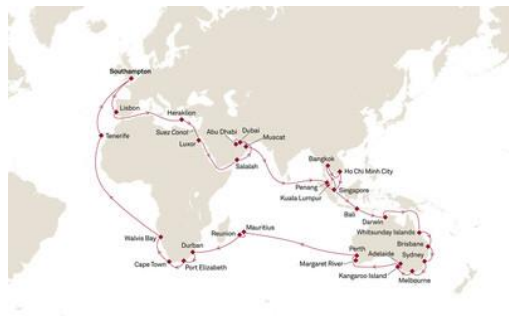 Southampton
Lisbon
Heraklion
Tenerife
Suez Canal
Abu Dhabi
Dubai
Luxor
Muscat
Salalah
Bangkok
Ho Chi Minh City
Penang
Kuala Lumpur
Singapore
Bali
Darwin
Whitsunday Islands
Brisbane
Walvis Bay
Durban
Reunion
Mauritius
Perth
Adelaide
Sydney
Cape Town
Port Elizabeth
Margaret River
Kangaroo Island
Melbourne